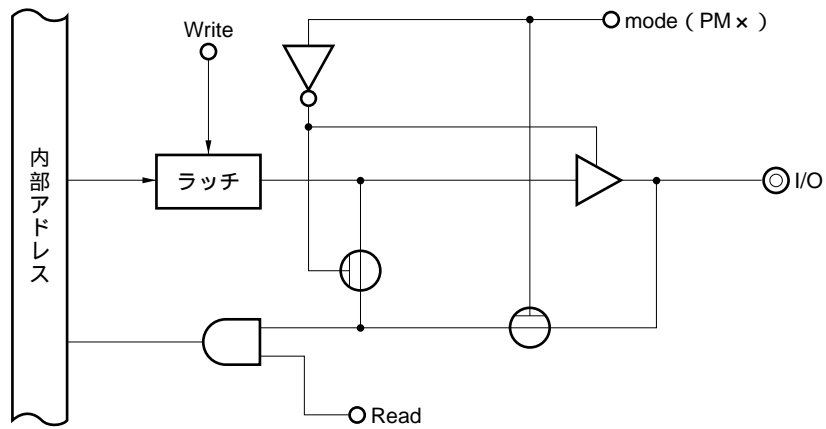 Write
mode（PM×）
内部アドレス
ラッチ
I/O
Read